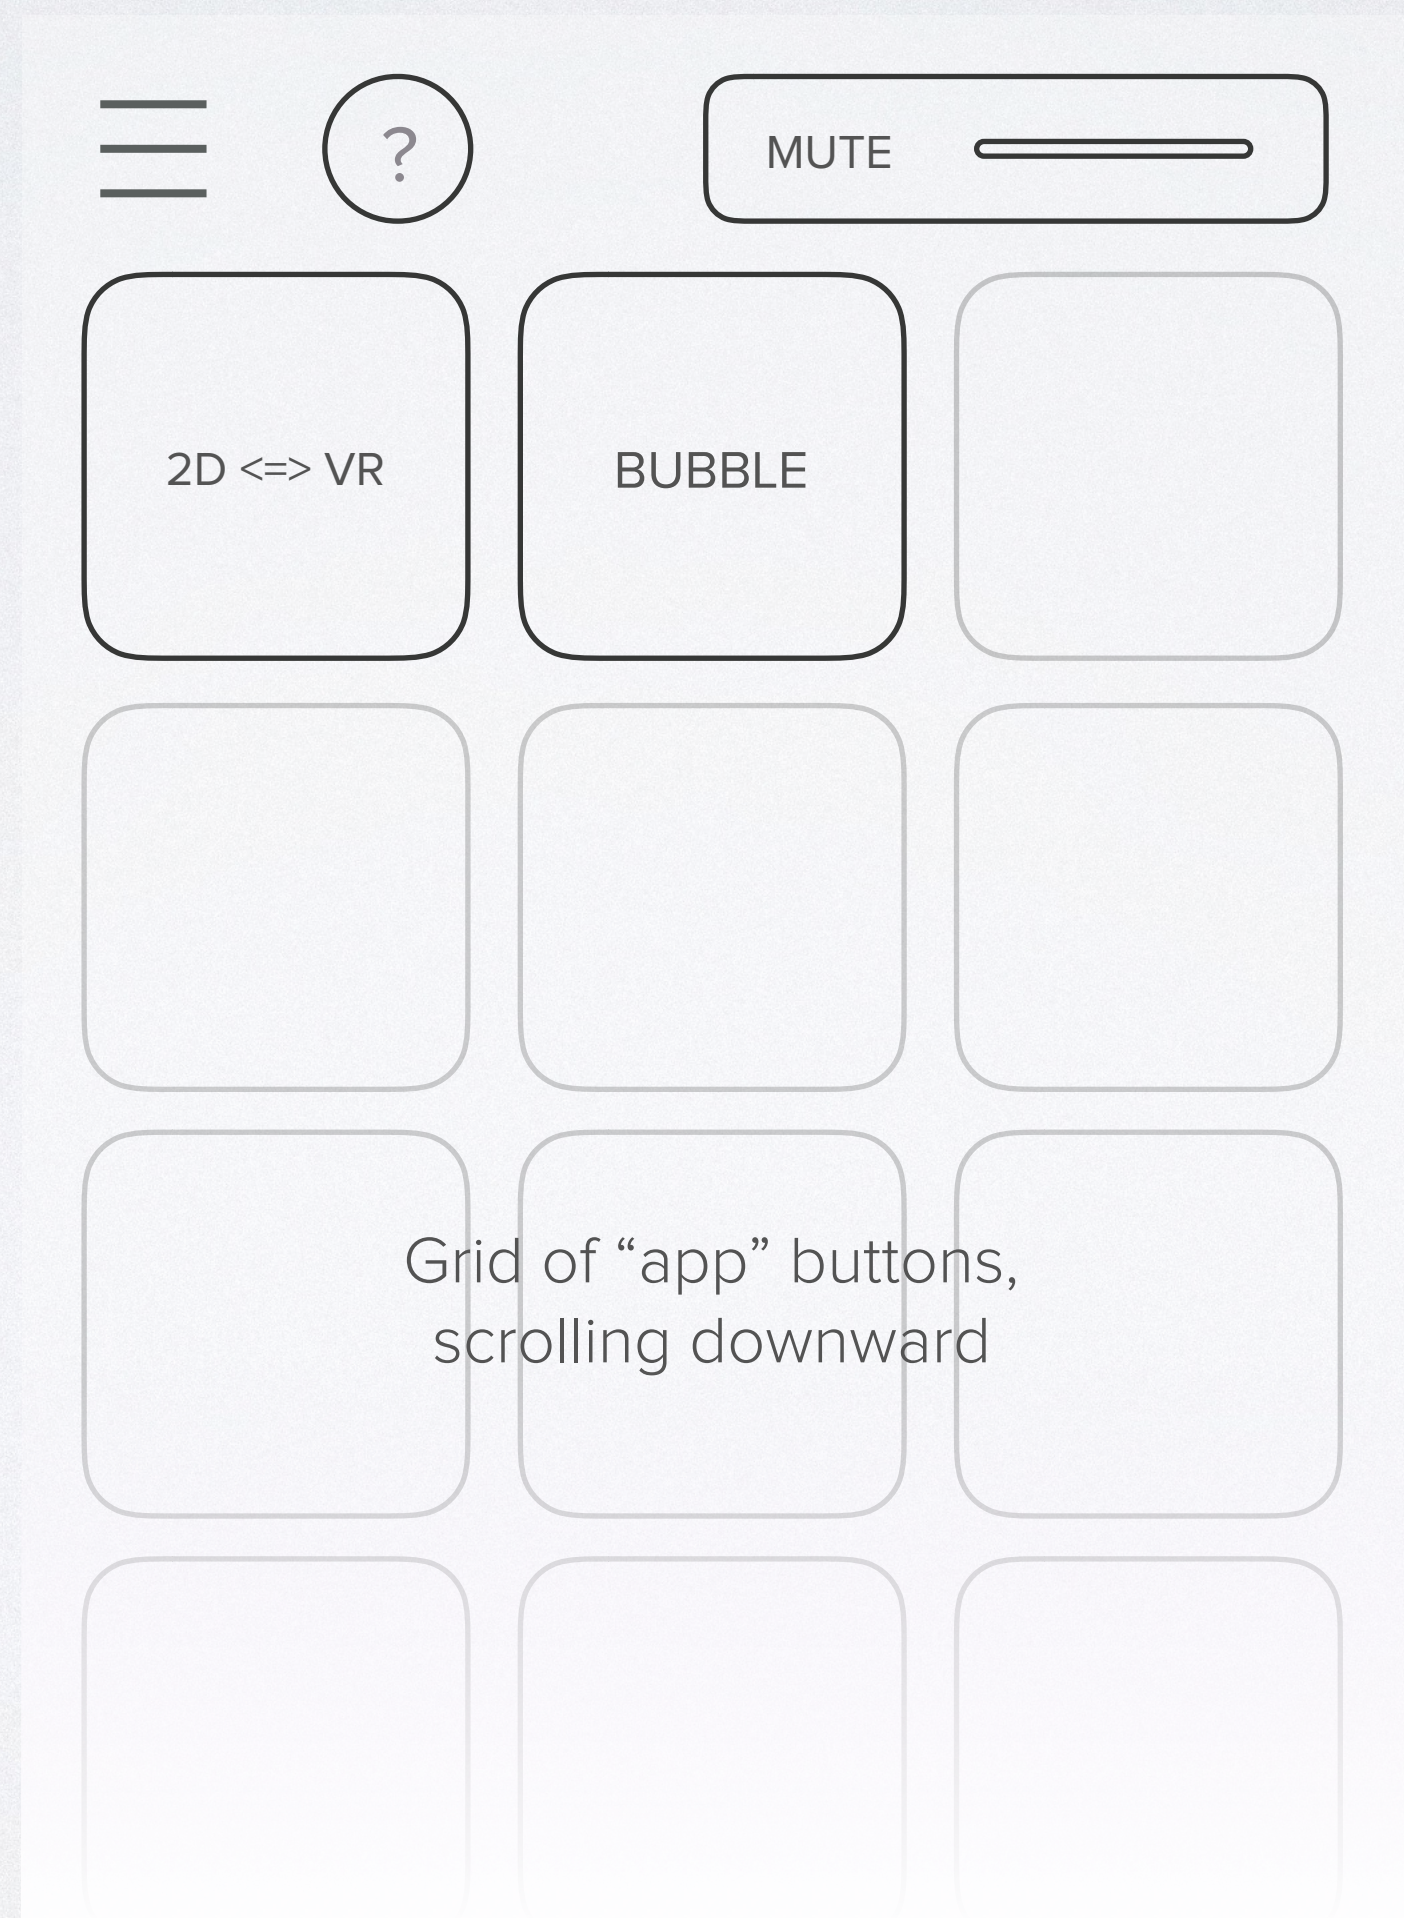 ?
MUTE
2D <=> VR
BUBBLE
Grid of “app” buttons,
scrolling downward